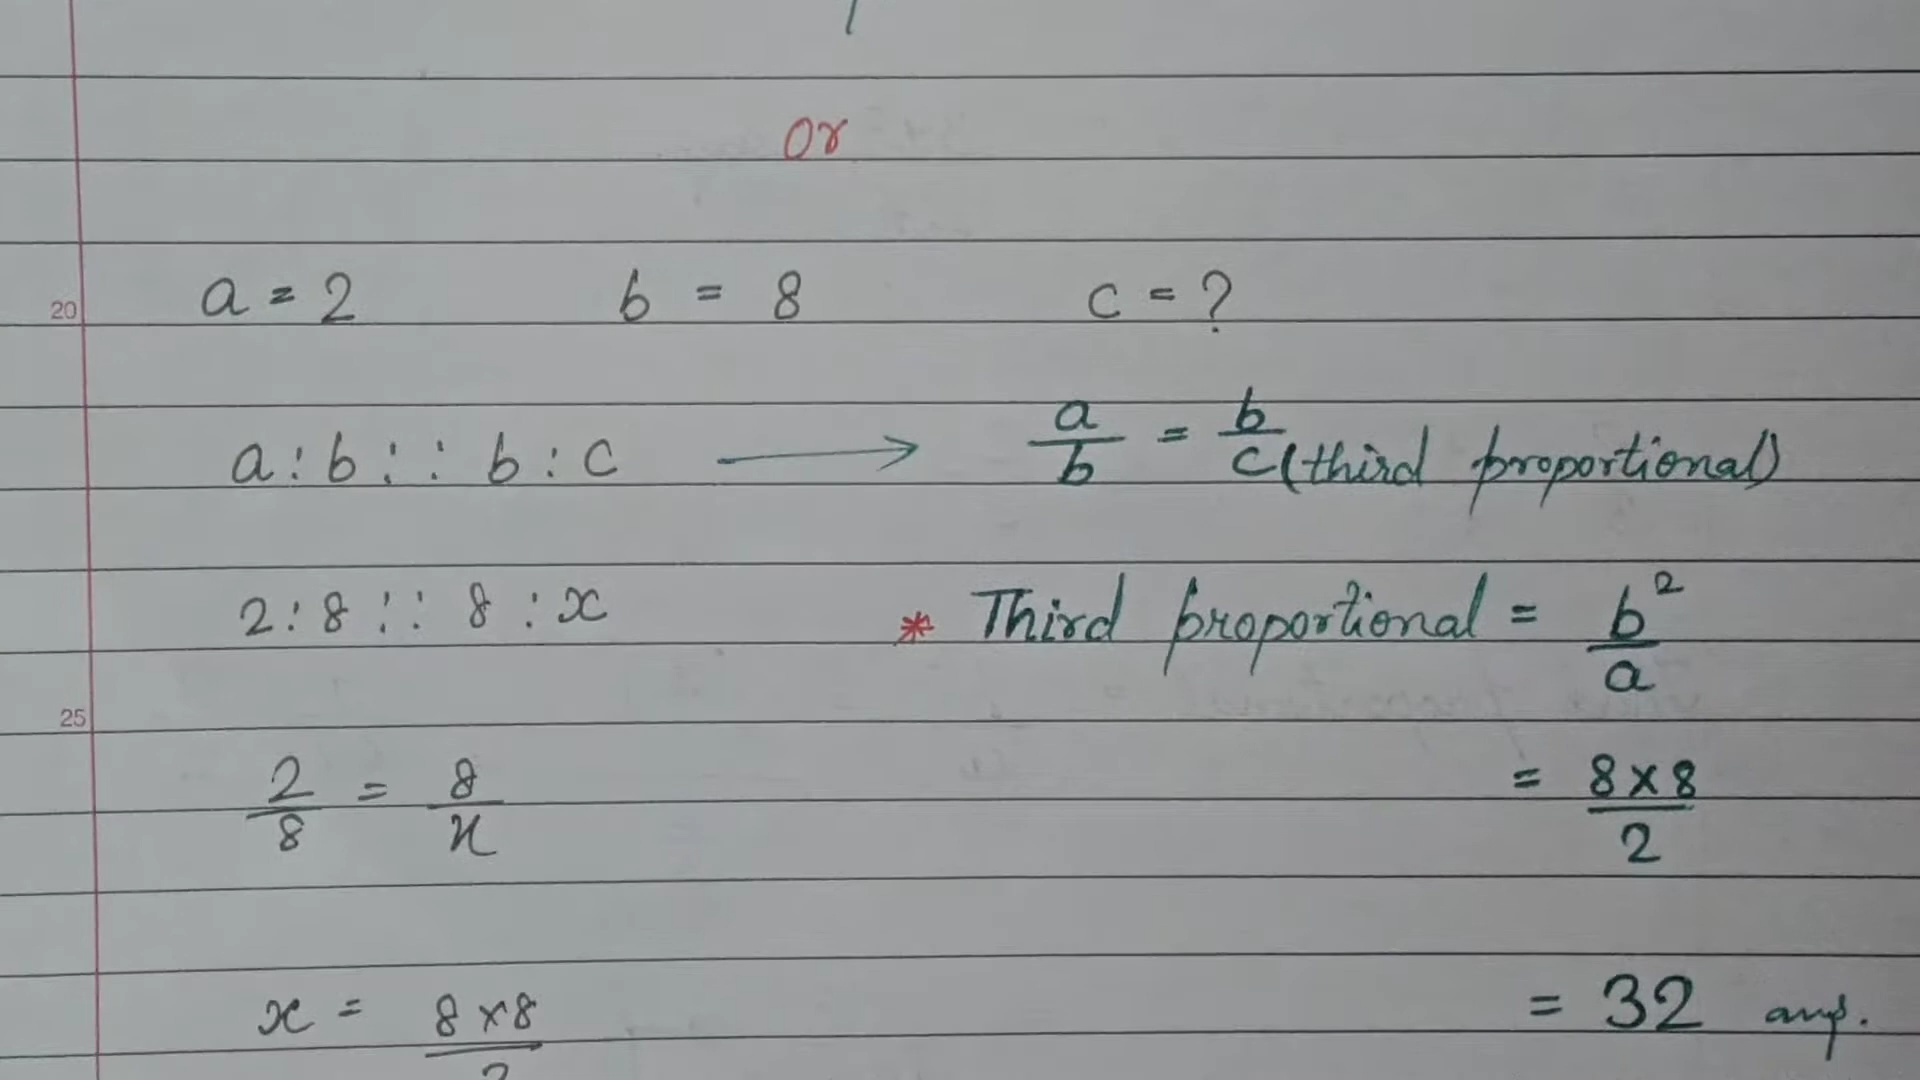 or
20
a = 2 b = 8 c = ?
a : b : : b : c → a/b = b/c (third proportional)
2 : 8 : : 8 : x * Third proportional = b²/a
25
2/8 = 8/x = 8×8/2
x = 8×8/2 = 32 ans.